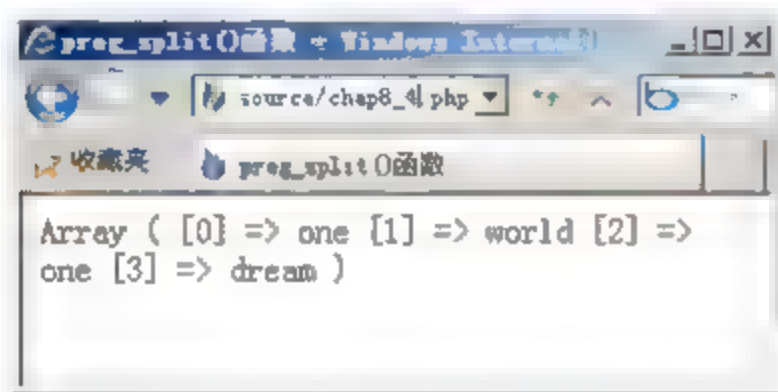 preg_split()函数 - Windows Internet
source/chap8_4.php
收藏夹 preg_split()函数
Array ( [0] => one [1] => world [2] =>
one [3] => dream )